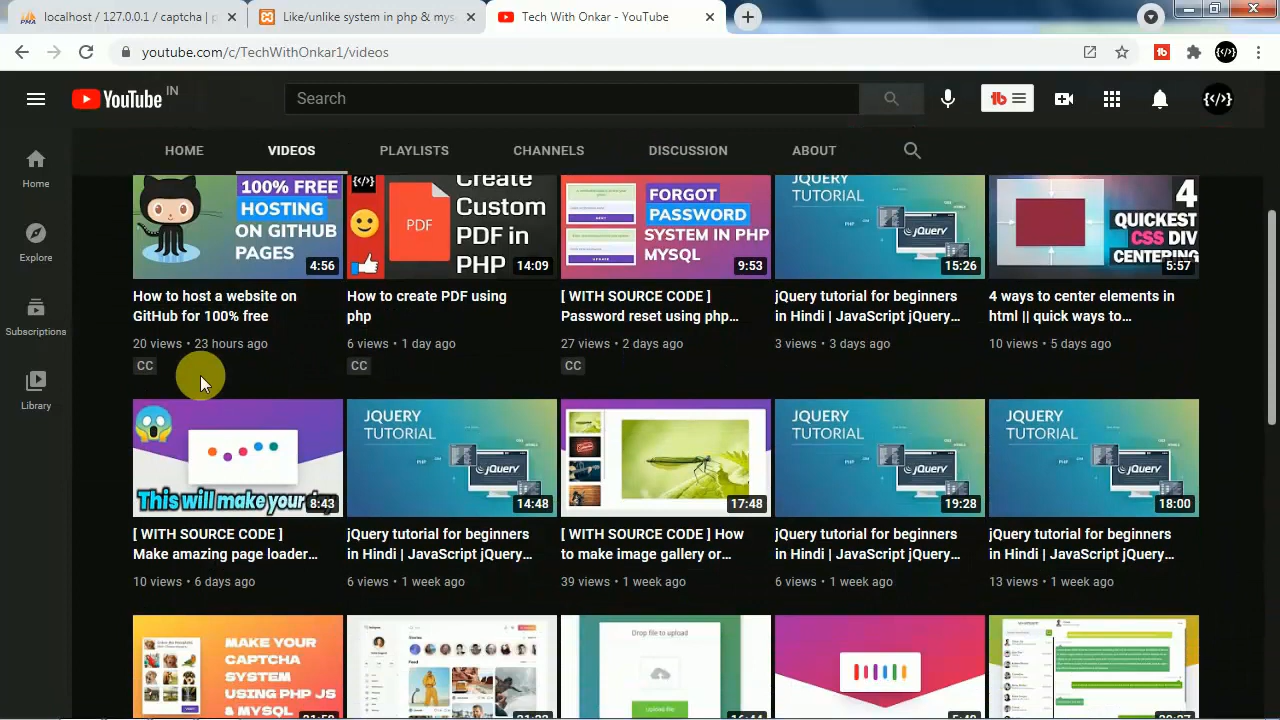 localhost / 127.0.0.1 / captcha | p
Like/unlike system in php & mys
Tech With Onkar - YouTube
youtube.com/c/TechWithOnkar1/videos
YouTube IN
Search
HOME
VIDEOS
PLAYLISTS
CHANNELS
DISCUSSION
ABOUT
Home
Explore
Subscriptions
Library
100% FREE
HOSTING
ON GITHUB
PAGES
4:56
Create
Custom
PDF in
PHP
PDF
14:09
FORGOT
PASSWORD
SYSTEM IN PHP
MYSQL
9:53
JQUERY
TUTORIAL
jQuery
15:26
4
QUICKEST
CSS DIV
CENTERING
5:57
How to host a website on
GitHub for 100% free
20 views • 23 hours ago
CC
How to create PDF using
php
6 views • 1 day ago
CC
[ WITH SOURCE CODE ]
Password reset using php...
27 views • 2 days ago
CC
jQuery tutorial for beginners
in Hindi | JavaScript jQuery...
3 views • 3 days ago
4 ways to center elements in
html || quick ways to...
10 views • 5 days ago
This will make your
8:43
JQUERY
TUTORIAL
jQuery
14:48
17:48
JQUERY
TUTORIAL
jQuery
19:28
JQUERY
TUTORIAL
jQuery
18:00
[ WITH SOURCE CODE ]
Make amazing page loader...
10 views • 6 days ago
jQuery tutorial for beginners
in Hindi | JavaScript jQuery...
6 views • 1 week ago
[ WITH SOURCE CODE ] How
to make image gallery or...
39 views • 1 week ago
jQuery tutorial for beginners
in Hindi | JavaScript jQuery...
6 views • 1 week ago
jQuery tutorial for beginners
in Hindi | JavaScript jQuery...
13 views • 1 week ago
MAKE YOUR
CAPTCHA
SYSTEM
USING PHP JS
& MYSQL
Drop file to upload
Upload file